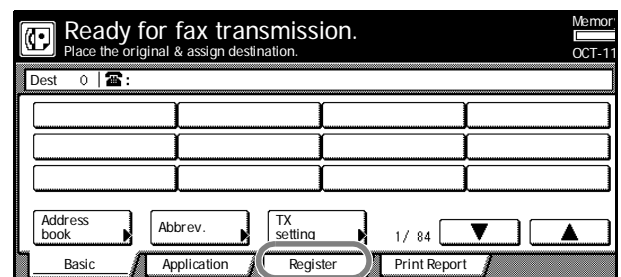 Ready for fax transmission.
Place the original & assign destination.
Memor
OCT-11
Dest 0 ☎:
Address book
Abbrev.
TX setting
1/ 84 ▼ ▲
Basic Application Register Print Report